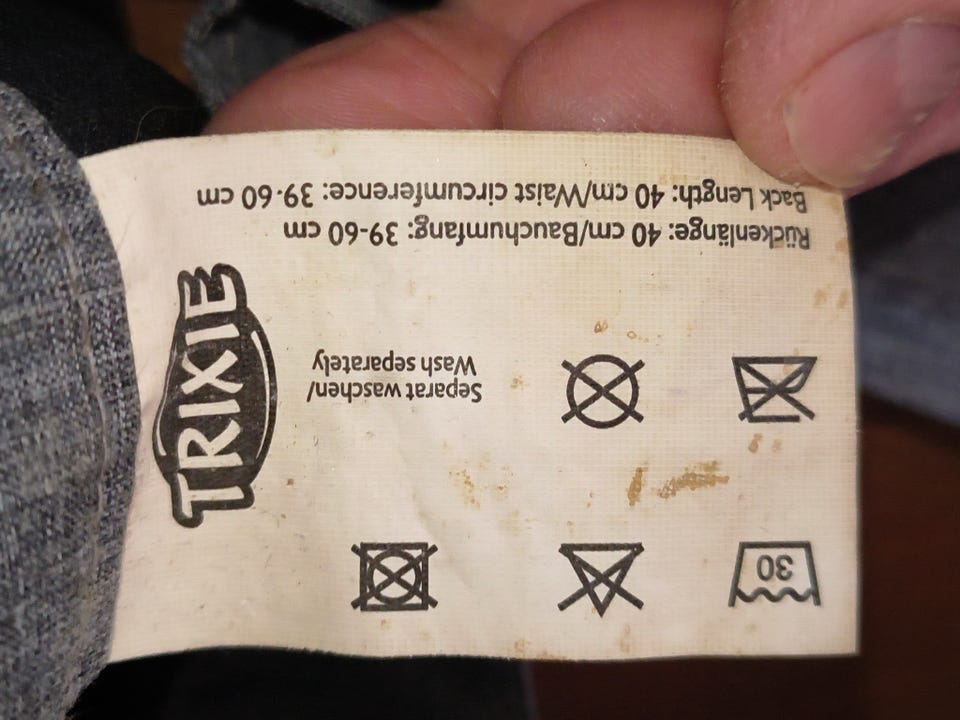 30
TRIXIE
Separat waschen/
Wash separately
Rückenlänge: 40 cm/Bauchumfang: 39-60 cm
Back Length: 40 cm/Waist circumference: 39-60 cm